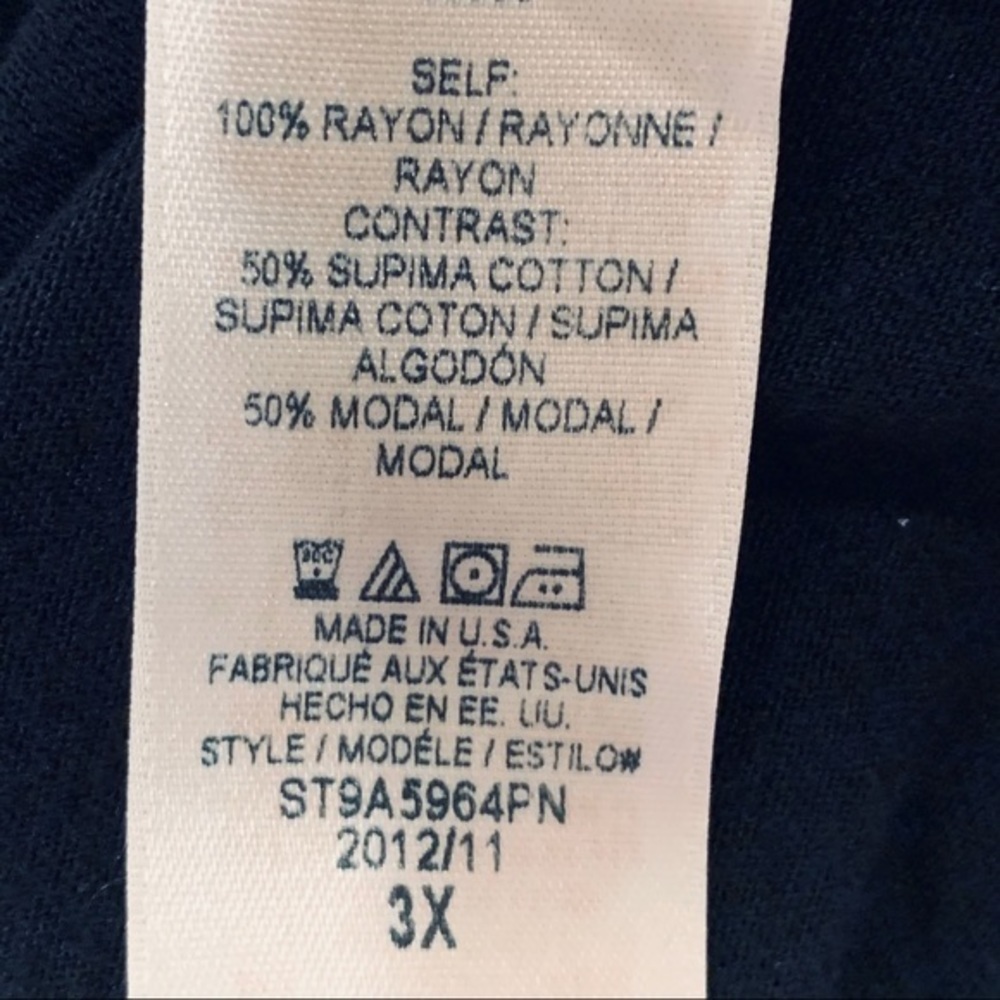 SELF:
100% RAYON / RAYONNE /
RAYON
CONTRAST:
50% SUPIMA COTTON /
SUPIMA COTON / SUPIMA
ALGODÓN
50% MODAL / MODAL /
MODAL
MADE IN U.S.A.
FABRIQUÉ AUX ÉTATS-UNIS
HECHO EN EE. UU.
STYLE / MODÉLE / ESTILO#
ST9A5964PN
2012/11
3X